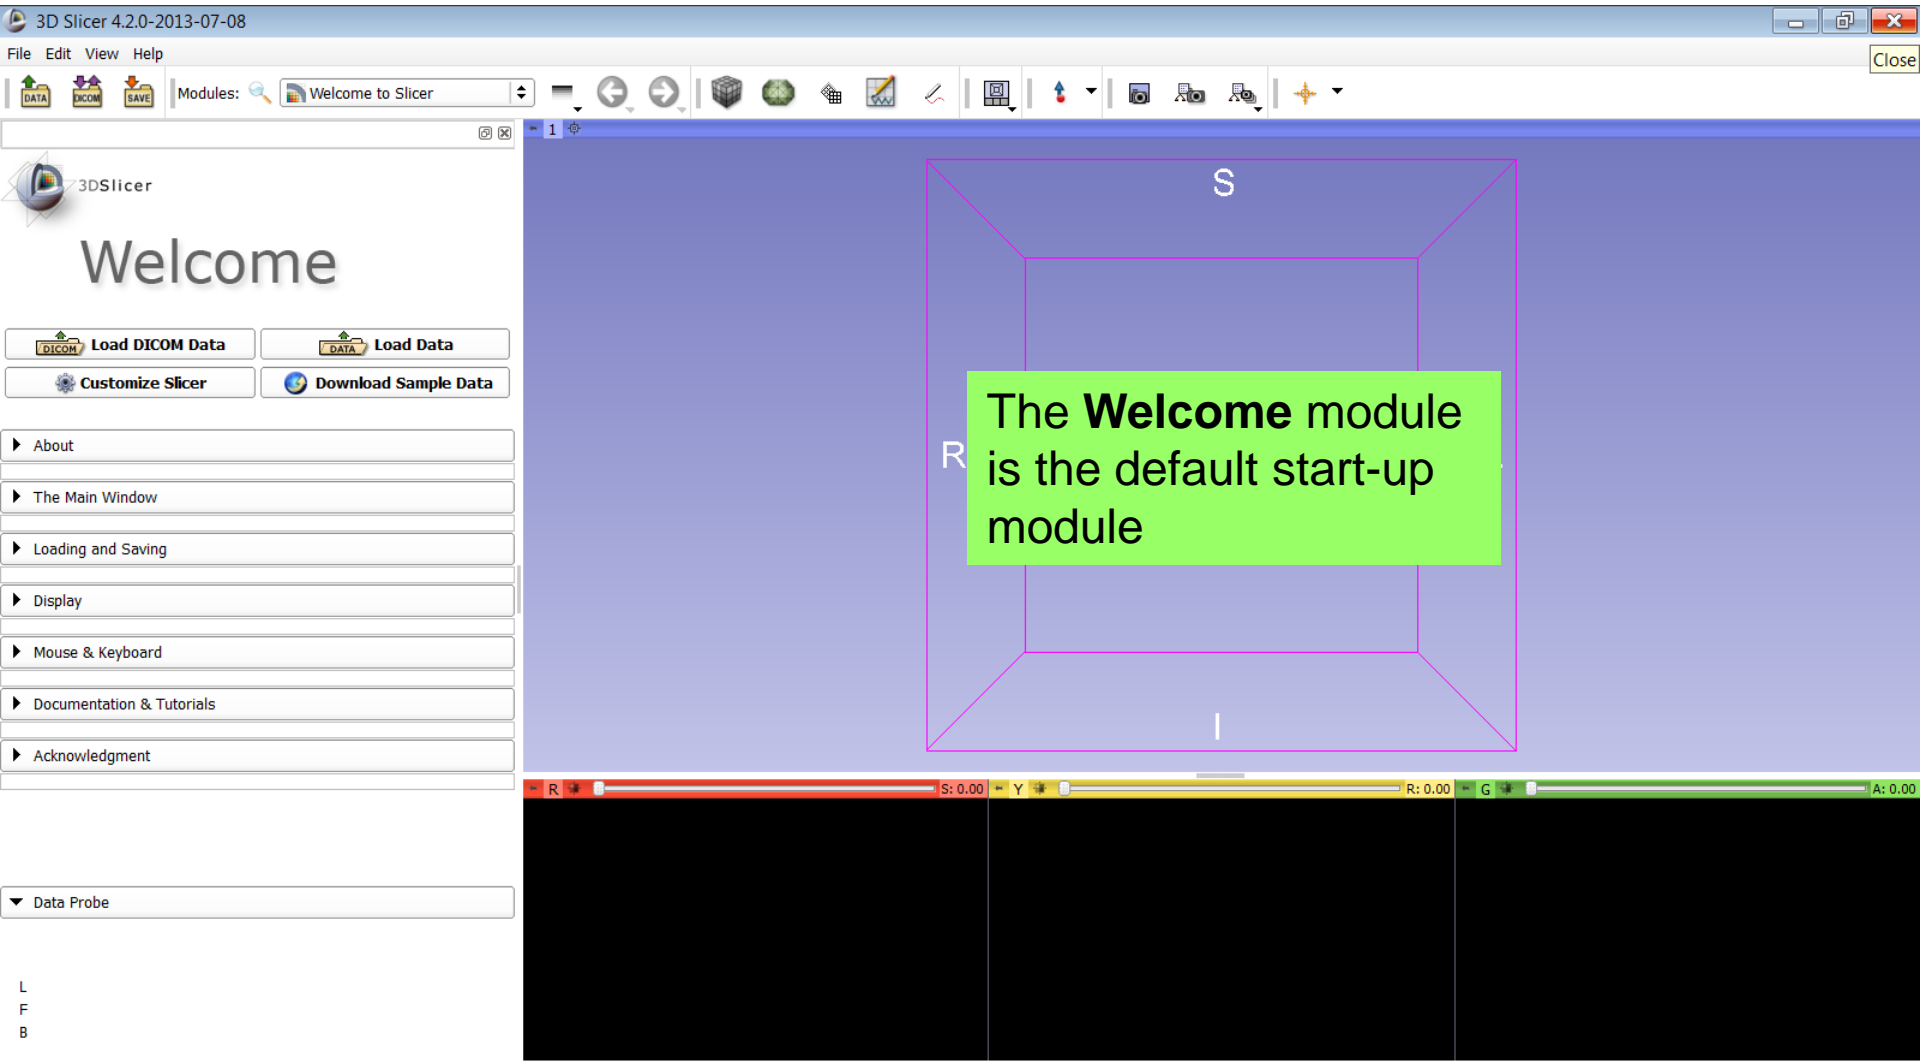 3D Slicer 4.2.0-2013-07-08
File Edit View Help
Close
DATA DICOM SAVE Modules: Welcome to Slicer
1
3DSlicer
Welcome
DICOM Load DICOM Data DATA Load Data
Customize Slicer Download Sample Data
About
The Main Window
Loading and Saving
Display
Mouse & Keyboard
Documentation & Tutorials
Acknowledgment
Data Probe
L
F
B
S
R
The Welcome module
is the default start-up
module
I
R S: 0.00 Y R: 0.00 G A: 0.00